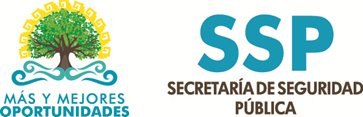 MÁS Y MEJORES
OPORTUNIDADES
SSP
SECRETARÍA DE SEGURIDAD
PÚBLICA